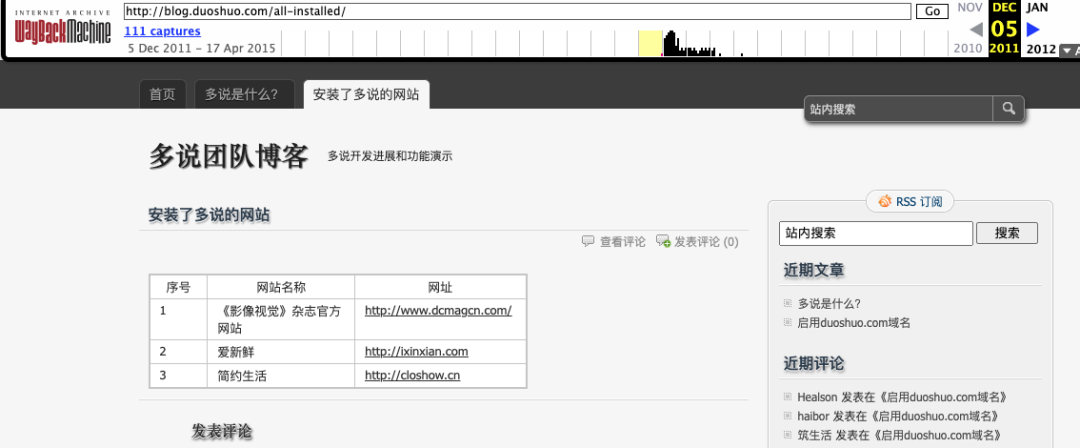 INTERNET ARCHIVE
WayBackMachine
http://blog.duoshuo.com/all-installed/
Go
111 captures
5 Dec 2011 – 17 Apr 2015
NOV
DEC
JAN
05
2010
2011
2012
首页
多说是什么?
安装了多说的网站
站内搜索
多说团队博客
多说开发进展和功能演示
安装了多说的网站
查看评论
发表评论 (0)
序号 网站名称 网址
1 《影像视觉》杂志官方 http://www.dcmagcn.com/
网站
2 爱新鲜 http://ixinxian.com
3 简约生活 http://closhow.cn
发表评论
RSS 订阅
站内搜索
搜索
近期文章
多说是什么?
启用duoshuo.com域名
近期评论
Healson 发表在《启用duoshuo.com域名》
haibor 发表在《启用duoshuo.com域名》
筑生活 发表在《启用duoshuo.com域名》